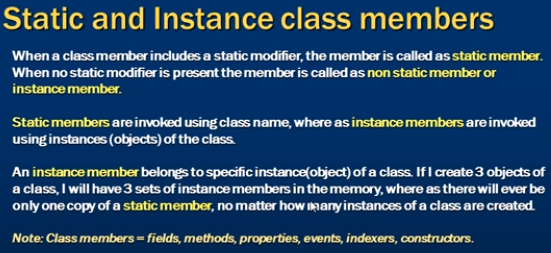 Static and Instance class members
When a class member includes a static modifier, the member is called as static member.
When no static modifier is present the member is called as non static member or
instance member.
Static members are invoked using class name, where as instance members are invoked
using instances (objects) of the class.
An instance member belongs to specific instance(object) of a class. If I create 3 objects of
a class, I will have 3 sets of instance members in the memory, where as there will ever be
only one copy of a static member, no matter how many instances of a class are created.
Note: Class members = fields, methods, properties, events, indexers, constructors.